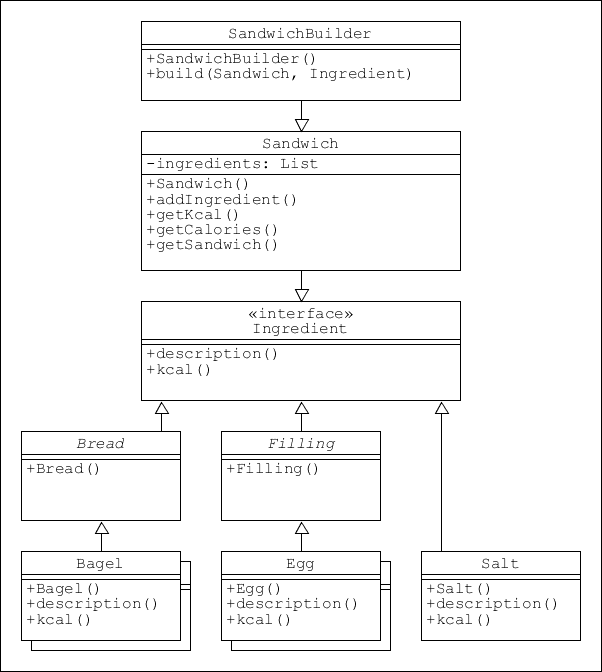 SandwichBuilder
+SandwichBuilder()
+build(Sandwich, Ingredient)
Sandwich
-ingredients: List
+Sandwich()
+addIngredient()
+getKcal()
+getCalories()
+getSandwich()
«interface»
Ingredient
+description()
+kcal()
Bread
+Bread()
Filling
+Filling()
Bagel
+Bagel()
+description()
+kcal()
Egg
+Egg()
+description()
+kcal()
Salt
+Salt()
+description()
+kcal()